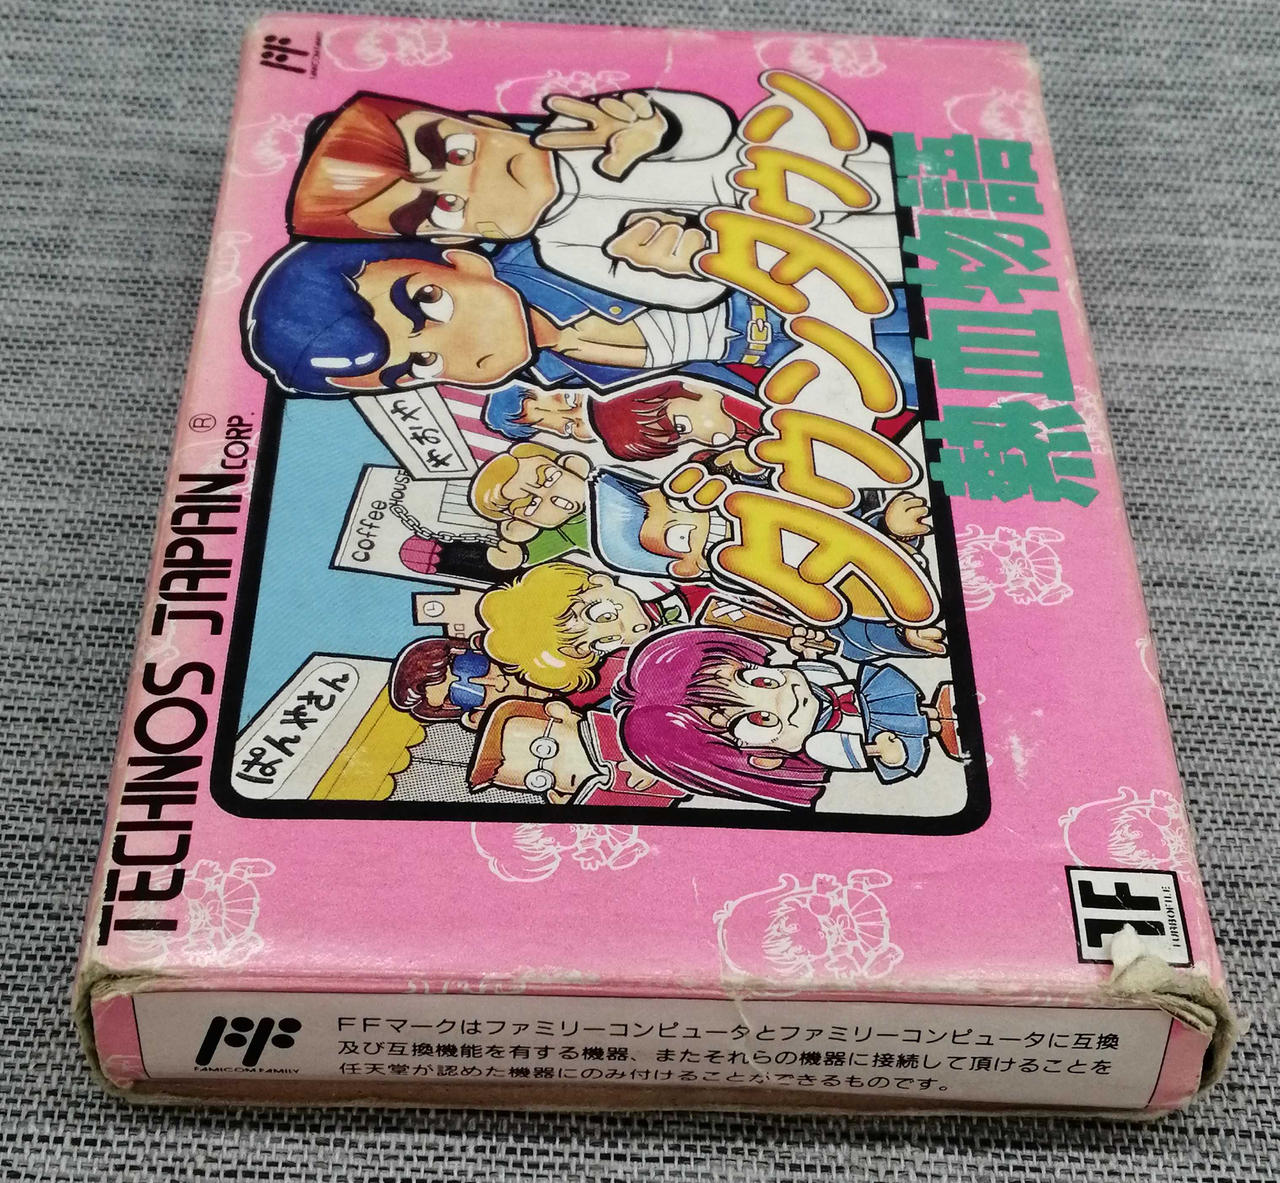 熱血物語
ダウンタウン
FF
FAMICOM FAMILY
やおや
coffee
HOUSE
ぱんやさん
TECHNOS JAPAN CORP.®
TURBOFILE
FF
FAMICOM FAMILY
FFマークはファミリーコンピュータとファミリーコンピュータに互換
及び互換機能を有する機器、またそれらの機器に接続して頂けることを
任天堂が認めた機器にのみ付けることができるものです。